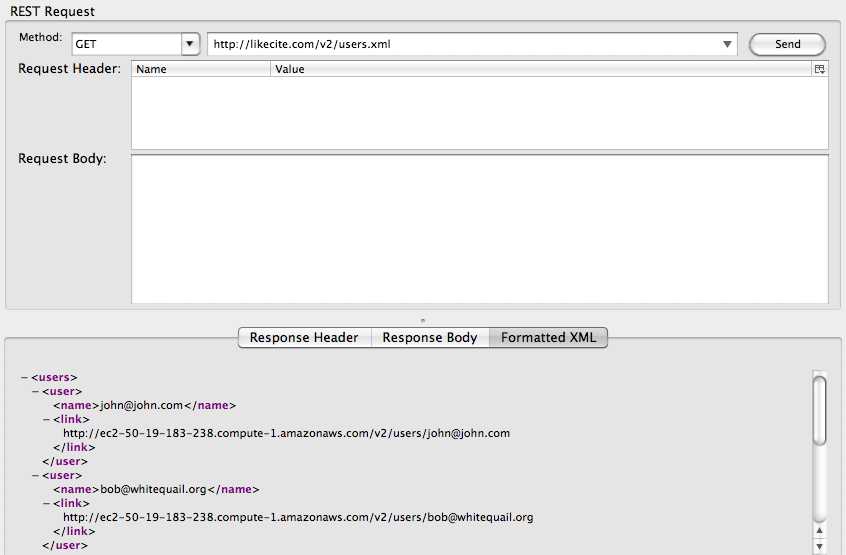 REST Request
Method: GET http://likecite.com/v2/users.xml Send
Request Header: Name Value
Request Body:
Response Header Response Body Formatted XML
− <users>
− <user>
<name>john@john.com</name>
− <link>
http://ec2-50-19-183-238.compute-1.amazonaws.com/v2/users/john@john.com
</link>
</user>
− <user>
<name>bob@whitequail.org</name>
− <link>
http://ec2-50-19-183-238.compute-1.amazonaws.com/v2/users/bob@whitequail.org
</link>
</user>